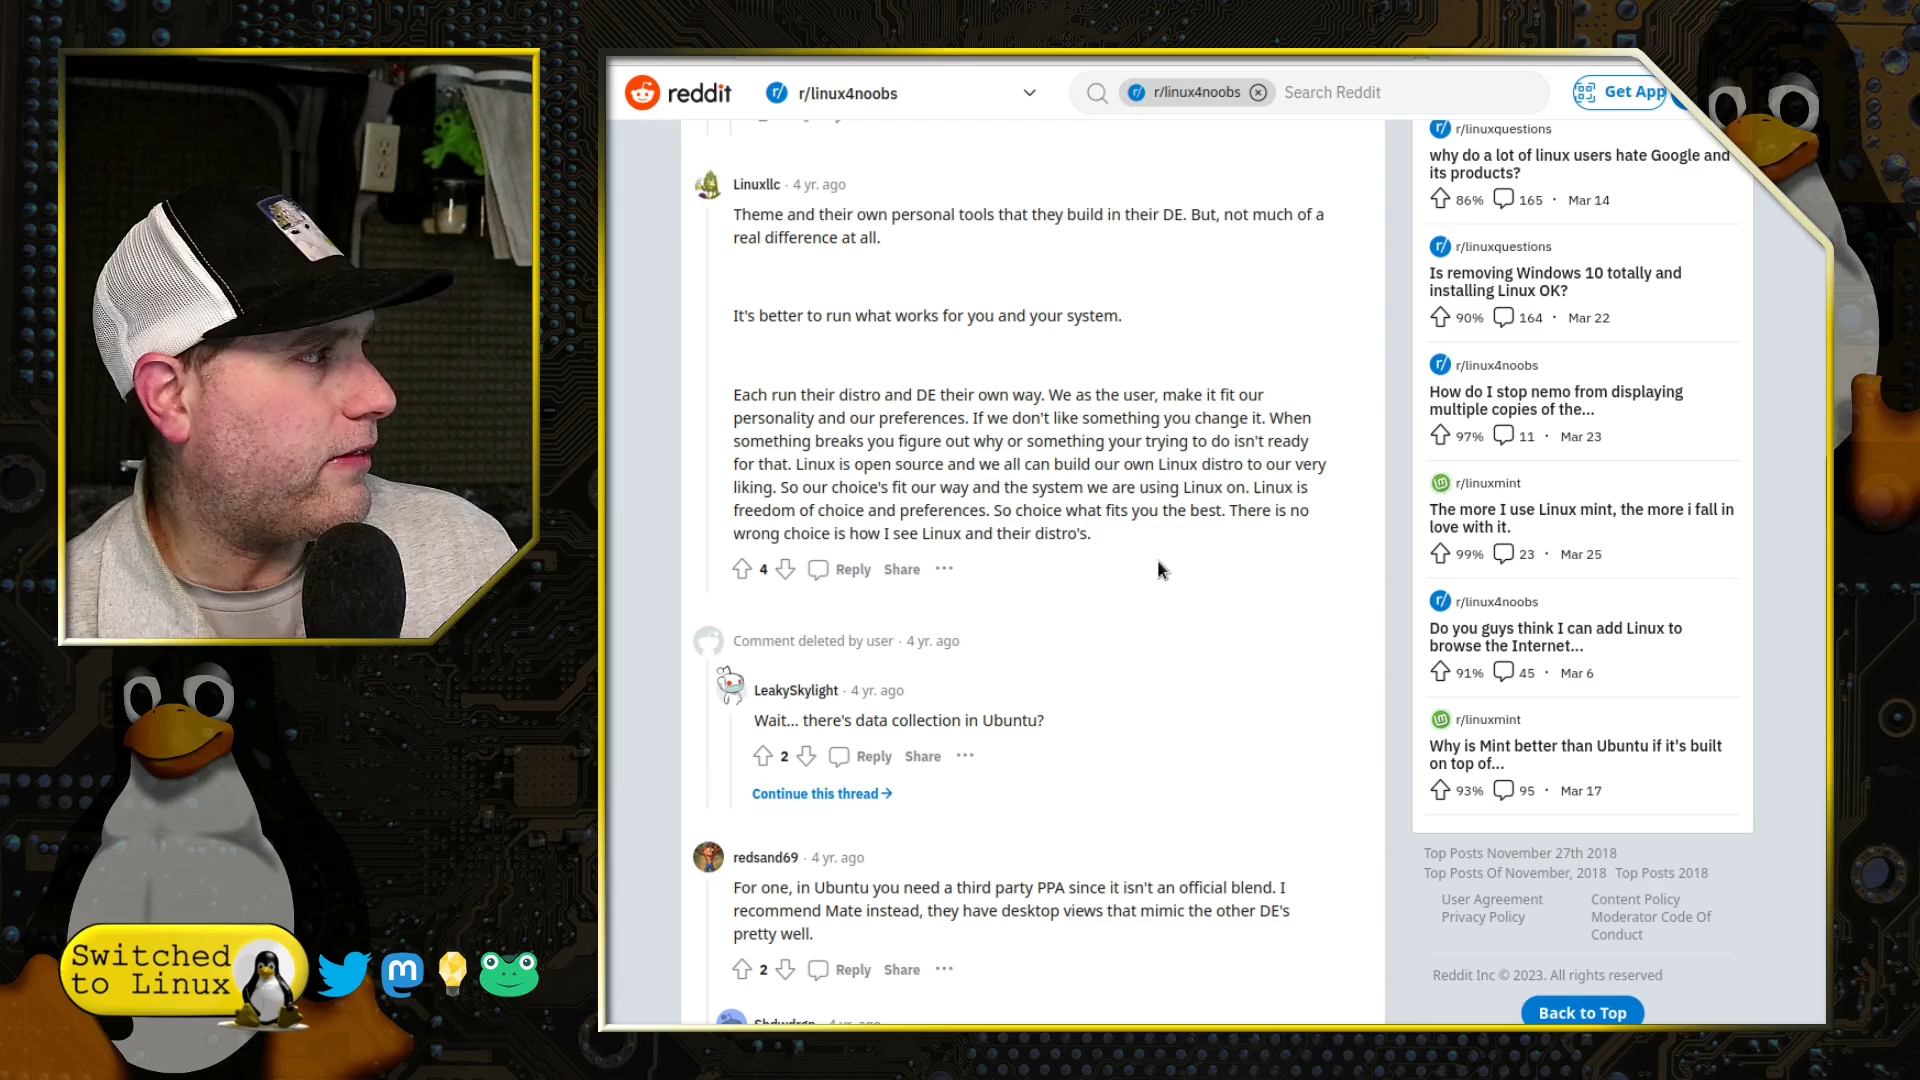 reddit
r/linux4noobs
r/linux4noobs
Search Reddit
Get App
Linuxllc · 4 yr. ago
Theme and their own personal tools that they build in their DE. But, not much of a
real difference at all.
It's better to run what works for you and your system.
Each run their distro and DE their own way. We as the user, make it fit our
personality and our preferences. If we don't like something you change it. When
something breaks you figure out why or something your trying to do isn't ready
for that. Linux is open source and we all can build our own Linux distro to our very
liking. So our choice's fit our way and the system we are using Linux on. Linux is
freedom of choice and preferences. So choice what fits you the best. There is no
wrong choice is how I see Linux and their distro's.
4 Reply Share ···
Comment deleted by user · 4 yr. ago
LeakySkylight · 4 yr. ago
Wait... there's data collection in Ubuntu?
2 Reply Share ···
Continue this thread →
redsand69 · 4 yr. ago
For one, in Ubuntu you need a third party PPA since it isn't an official blend. I
recommend Mate instead, they have desktop views that mimic the other DE's
pretty well.
2 Reply Share ···
r/linuxquestions
why do a lot of linux users hate Google and
its products?
86% 165 · Mar 14
r/linuxquestions
Is removing Windows 10 totally and
installing Linux OK?
90% 164 · Mar 22
r/linux4noobs
How do I stop nemo from displaying
multiple copies of the...
97% 11 · Mar 23
r/linuxmint
The more I use Linux mint, the more i fall in
love with it.
99% 23 · Mar 25
r/linux4noobs
Do you guys think I can add Linux to
browse the Internet...
91% 45 · Mar 6
r/linuxmint
Why is Mint better than Ubuntu if it's built
on top of...
93% 95 · Mar 17
Top Posts November 27th 2018
Top Posts Of November, 2018 Top Posts 2018
User Agreement Content Policy
Privacy Policy Moderator Code Of
Conduct
Reddit Inc © 2023. All rights reserved
Back to Top
Switched
to Linux